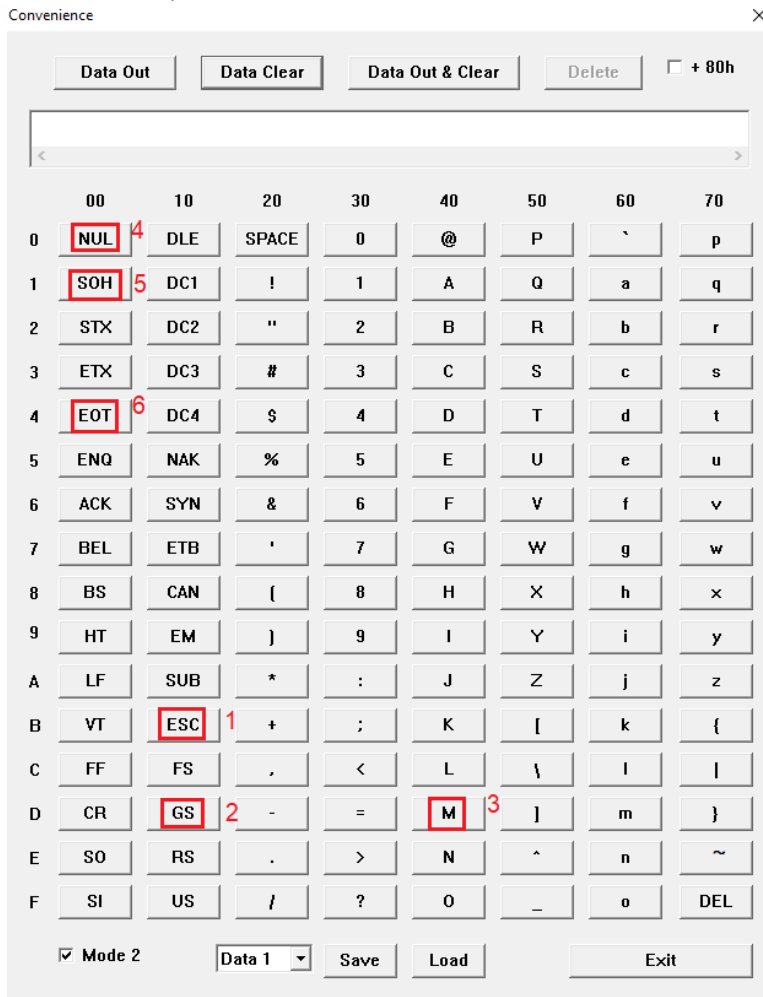 Convenience
Data Out Data Clear Data Out & Clear Delete + 80h
00 10 20 30 40 50 60 70
0 NUL 4 DLE SPACE 0 @ P ` p
1 SOH 5 DC1 ! 1 A Q a q
2 STX DC2 " 2 B R b r
3 ETX DC3 # 3 C S c s
4 EOT 6 DC4 $ 4 D T d t
5 ENQ NAK % 5 E U e u
6 ACK SYN & 6 F V f v
7 BEL ETB ' 7 G W g w
8 BS CAN ( 8 H X h x
9 HT EM ) 9 I Y i y
A LF SUB * : J Z j z
B VT ESC 1 + ; K [ k {
C FF FS , < L \ l |
D CR GS 2 - = M 3 ] m }
E SO RS . > N ^ n ~
F SI US / ? O _ o DEL
Mode 2 Data 1 Save Load Exit